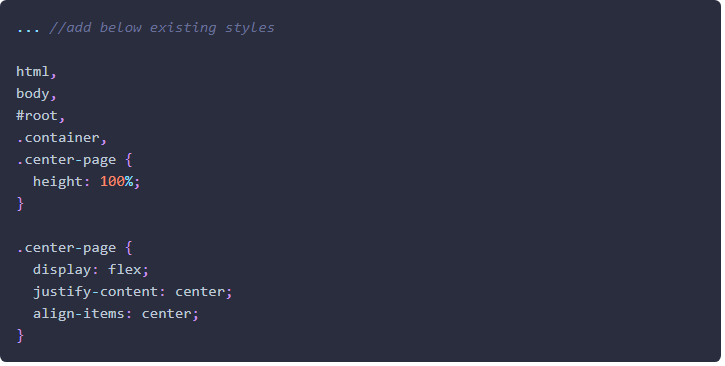 ... //add below existing styles
html,
body,
#root,
.container,
.center-page {
  height: 100%;
}
.center-page {
  display: flex;
  justify-content: center;
  align-items: center;
}